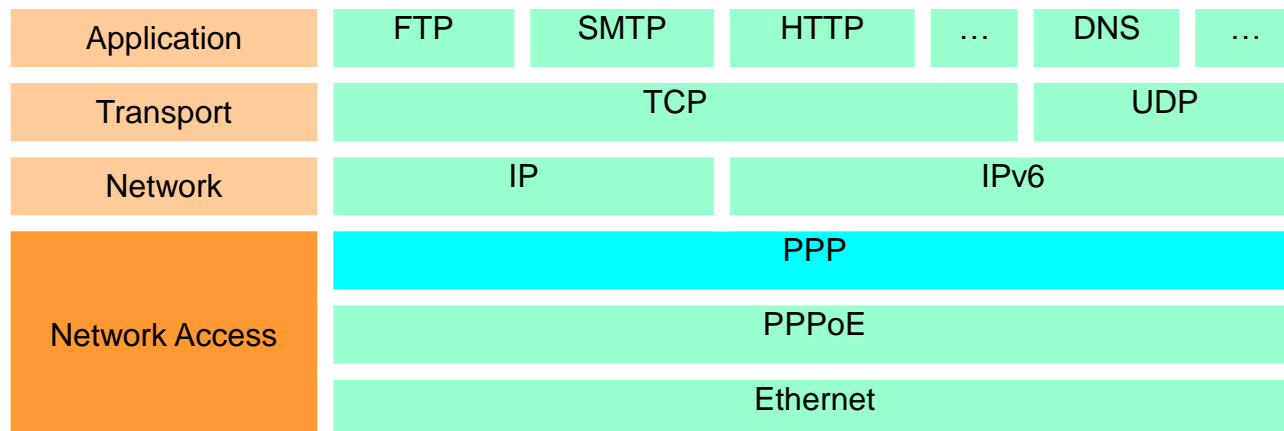 Application FTP SMTP HTTP … DNS …
Transport TCP UDP
Network IP IPv6
PPP
Network Access PPPoE
Ethernet